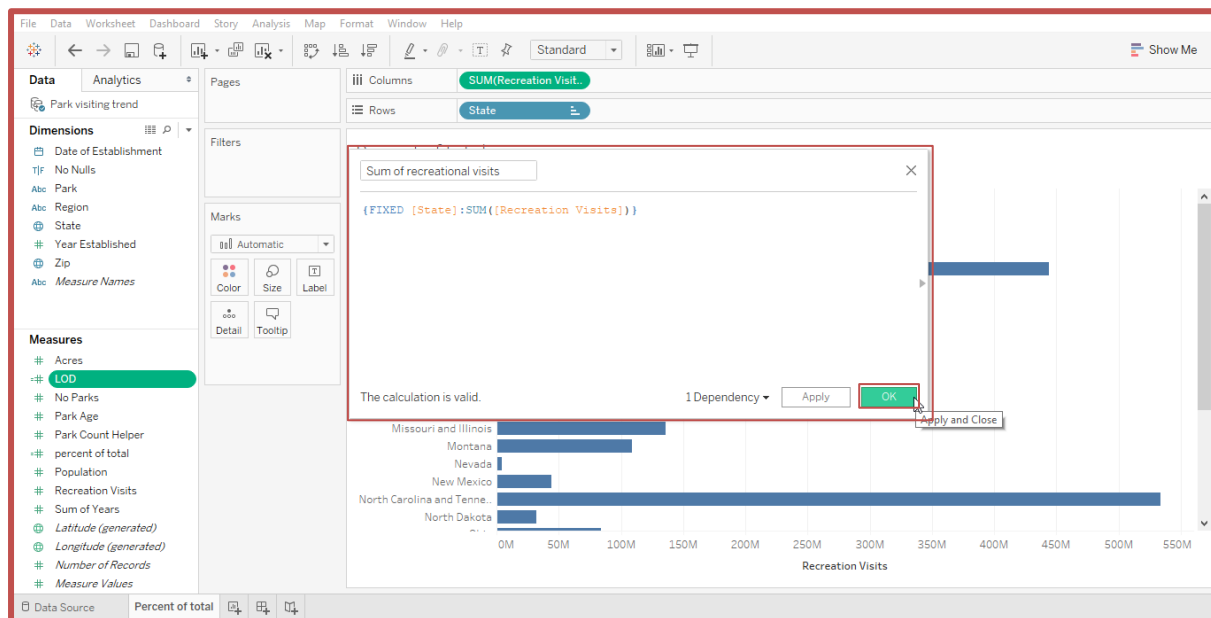 File Data Worksheet Dashboard Story Analysis Map Format Window Help
Standard
Show Me
Data Analytics
Park visiting trend
Dimensions
Date of Establishment
T|F No Nulls
Abc Park
Abc Region
State
# Year Established
Zip
Abc Measure Names
Measures
# Acres
=# LOD
# No Parks
# Park Age
# Park Count Helper
=# percent of total
# Population
# Recreation Visits
# Sum of Years
Latitude (generated)
Longitude (generated)
# Number of Records
# Measure Values
Pages
Filters
Marks
Automatic
Color Size Label
Detail Tooltip
Columns SUM(Recreation Visit..
Rows State
Sum of recreational visits
{FIXED [State]:SUM([Recreation Visits])}
The calculation is valid. 1 Dependency Apply OK
Apply and Close
Missouri and Illinois
Montana
Nevada
New Mexico
North Carolina and Tenne..
North Dakota
0M 50M 100M 150M 200M 250M 300M 350M 400M 450M 500M 550M
Recreation Visits
Data Source Percent of total